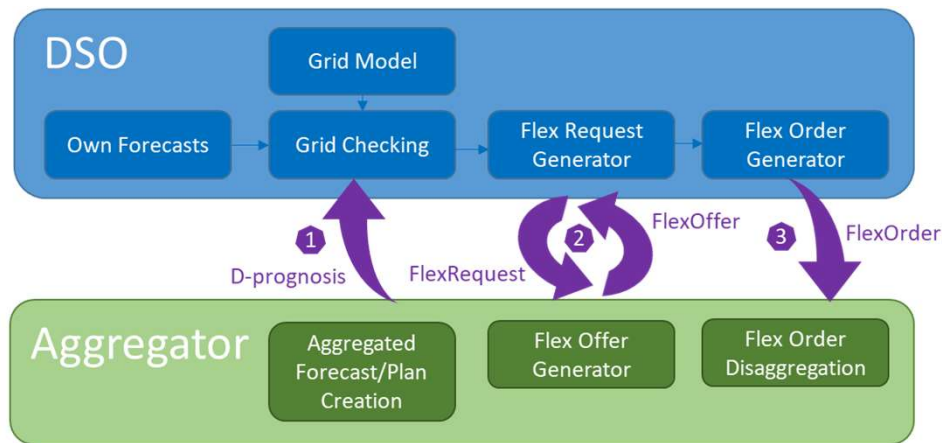 DSO
Grid Model
Own Forecasts
Grid Checking
Flex Request
Generator
Flex Order
Generator
1
D-prognosis
2
FlexRequest
FlexOffer
3
FlexOrder
Aggregator
Aggregated
Forecast/Plan
Creation
Flex Offer
Generator
Flex Order
Disaggregation